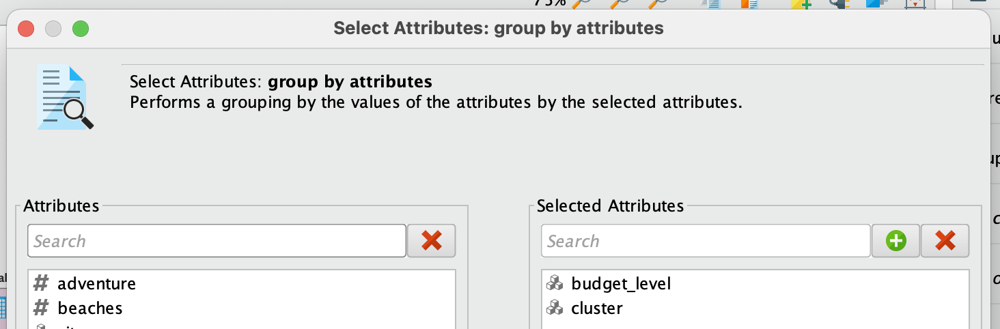 75%
Select Attributes: group by attributes
Select Attributes: group by attributes
Performs a grouping by the values of the attributes by the selected attributes.
Attributes
Selected Attributes
Search
Search
# adventure
budget_level
# beaches
cluster